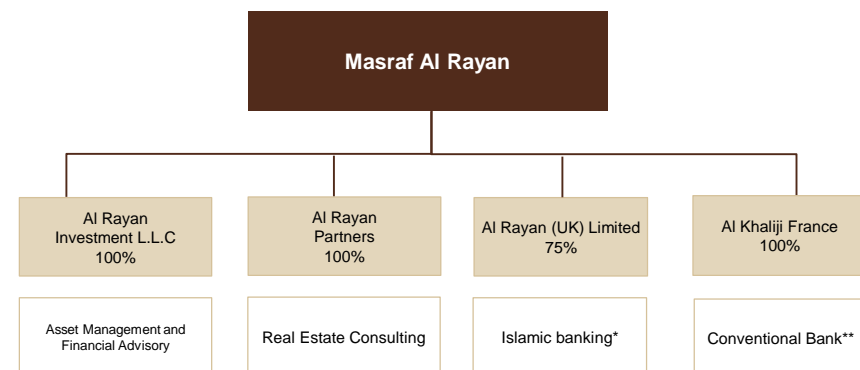 Masraf Al Rayan
Al Rayan
Investment L.L.C
100%
Al Rayan
Partners
100%
Al Rayan (UK) Limited
75%
Al Khaliji France
100%
Asset Management and
Financial Advisory
Real Estate Consulting
Islamic banking*
Conventional Bank**